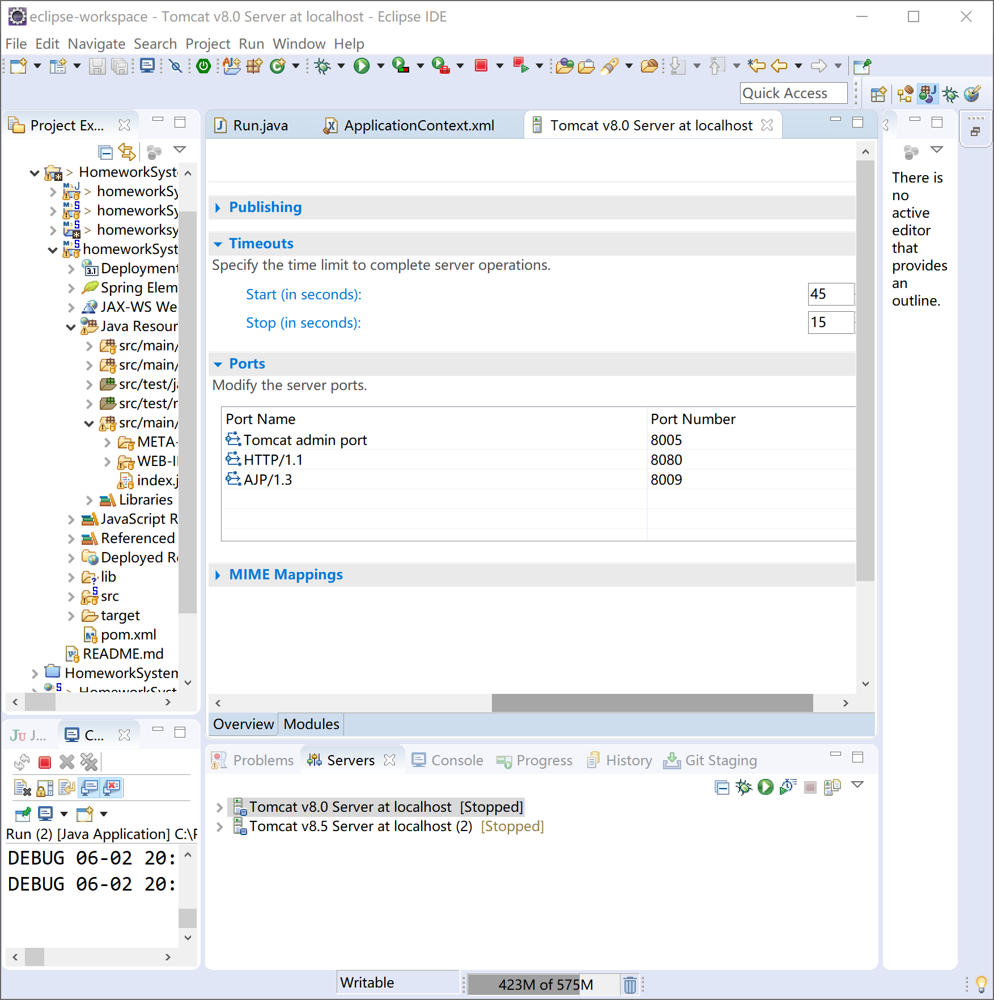 eclipse-workspace - Tomcat v8.0 Server at localhost - Eclipse IDE
File Edit Navigate Search Project Run Window Help
Quick Access
Project Ex...
Run.java
ApplicationContext.xml
Tomcat v8.0 Server at localhost
> HomeworkSyst
> homeworkSy
> homeworkSy
> homeworksy
homeworkSyst
Deployment
Spring Elem
JAX-WS We
Java Resour
src/main/
src/main/
src/test/ja
src/test/r
src/main/
META-
WEB-I
index.j
Libraries
JavaScript R
Referenced
Deployed Re
lib
src
target
pom.xml
README.md
HomeworkSystem
> HomeworkSyst
Publishing
Timeouts
Specify the time limit to complete server operations.
Start (in seconds): 45
Stop (in seconds): 15
Ports
Modify the server ports.
Port Name Port Number
Tomcat admin port 8005
HTTP/1.1 8080
AJP/1.3 8009
MIME Mappings
Overview Modules
There is
no
active
editor
that
provides
an
outline.
Ju J...
C...
Run (2) [Java Application] C:\P
DEBUG 06-02 20:
DEBUG 06-02 20:
Problems Servers Console Progress History Git Staging
Tomcat v8.0 Server at localhost [Stopped]
Tomcat v8.5 Server at localhost (2) [Stopped]
Writable
423M of 575M